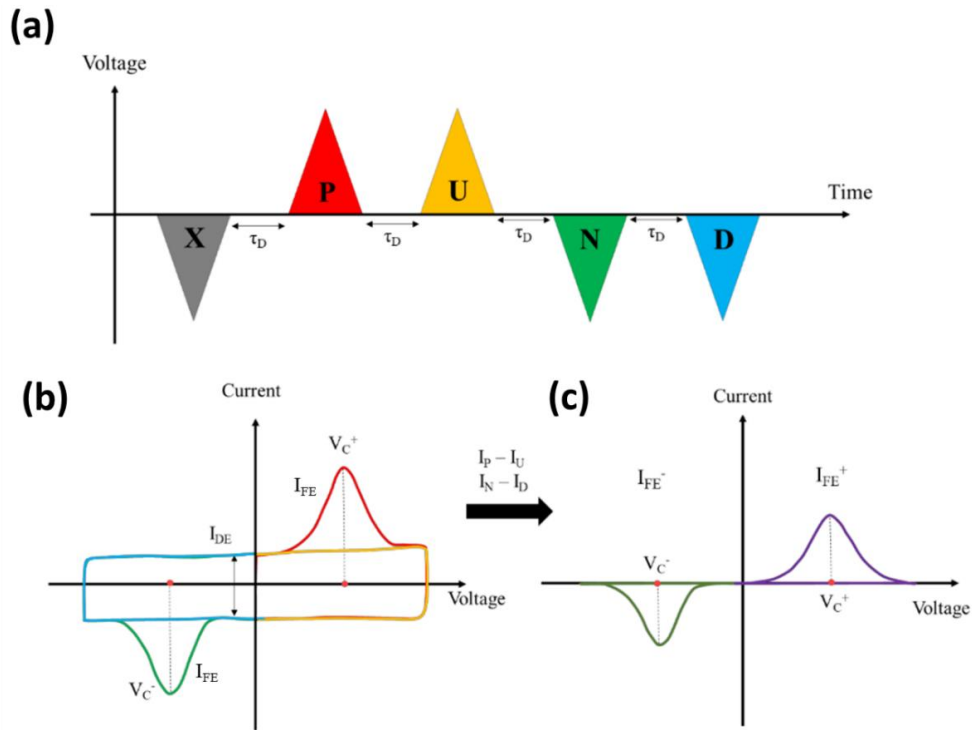 (a)
Voltage
P
U
Time
X
τD
τD
τD
N
τD
D
(b)
Current
VC+
IFE
IDE
Voltage
VC-
IFE
IP – IU
IN – ID
(c)
Current
IFE-
IFE+
VC-
VC+
Voltage